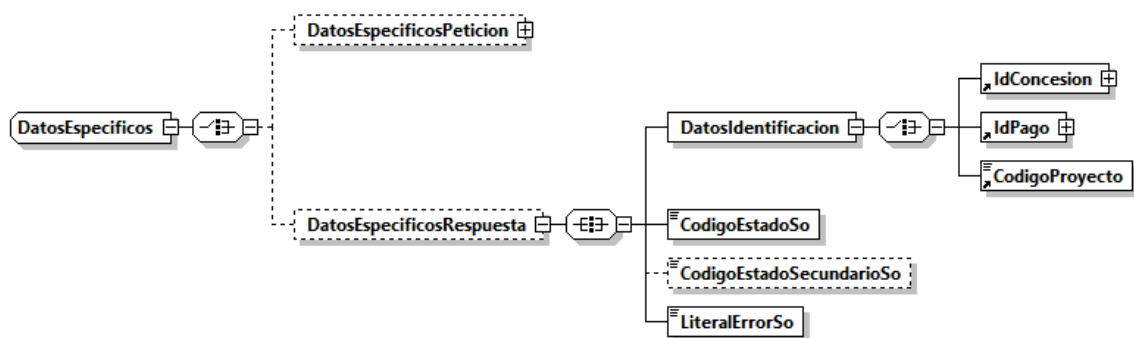 DatosEspecificosPeticion
DatosEspecificos
IdConcesion
DatosIdentificacion
IdPago
CodigoProyecto
DatosEspecificosRespuesta
CodigoEstadoSo
CodigoEstadoSecundarioSo
LiteralErrorSo